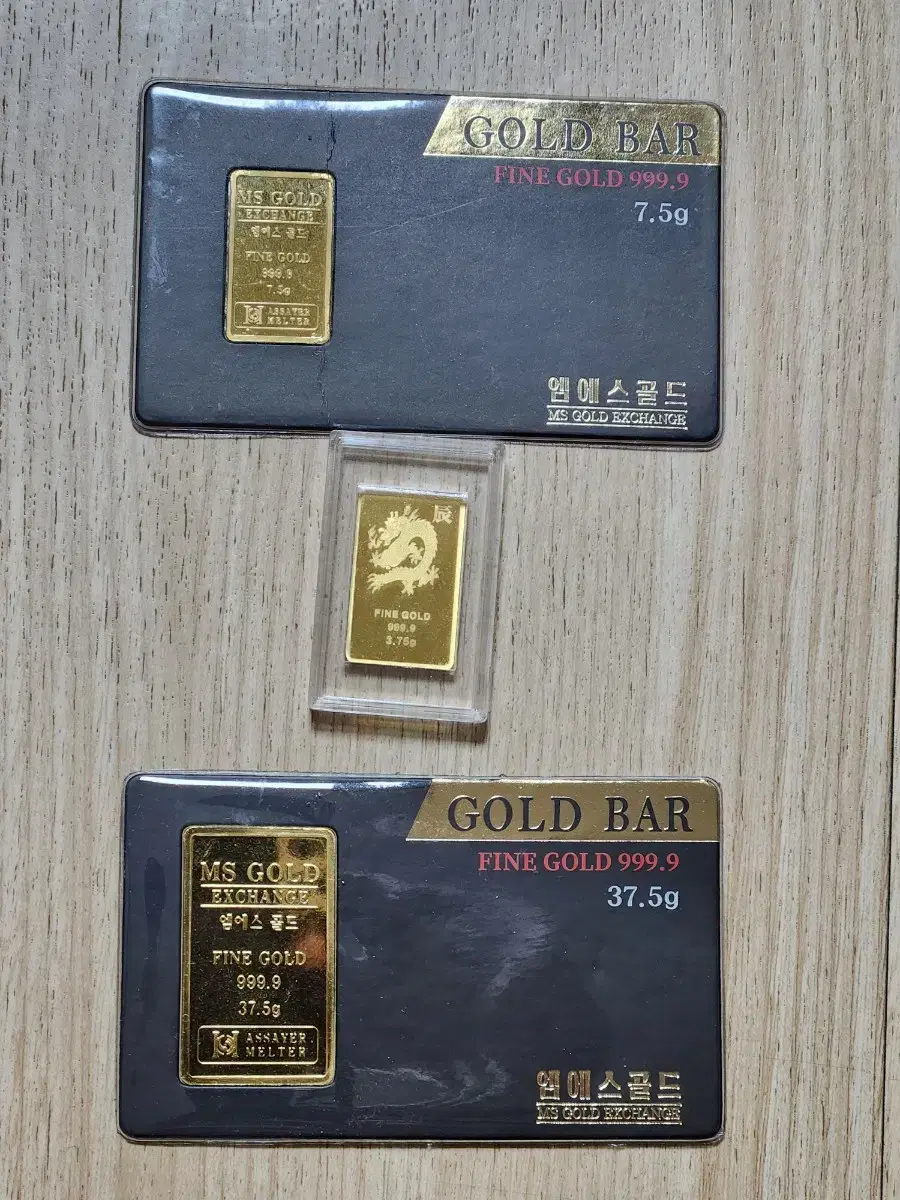 GOLD BAR
FINE GOLD 999.9
7.5g
MS GOLD
EXCHANGE
엠에스 골드
FINE GOLD
999.9
7.5g
ASSAYER
MELTER
엠에스골드
MS GOLD EXCHANGE
辰
FINE GOLD
999.9
3.75g
GOLD BAR
FINE GOLD 999.9
37.5g
MS GOLD
EXCHANGE
엠에스 골드
FINE GOLD
999.9
37.5g
ASSAYER
MELTER
엠에스골드
MS GOLD EXCHANGE